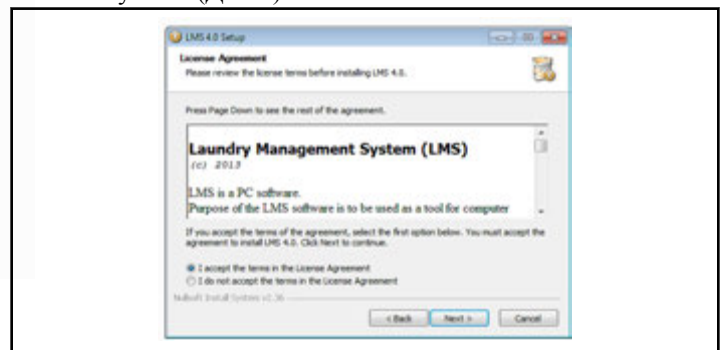 LMS 4.0 Setup
License Agreement
Please review the license terms before installing LMS 4.0.
Press Page Down to see the rest of the agreement.
Laundry Management System (LMS)
(c) 2013
LMS is a PC software.
Purpose of the LMS software is to be used as a tool for computer
If you accept the terms of the agreement, select the first option below. You must accept the
agreement to install LMS 4.0. Click Next to continue.
I accept the terms in the License Agreement
I do not accept the terms in the License Agreement
Nullsoft Install System v2.36
< Back Next > Cancel